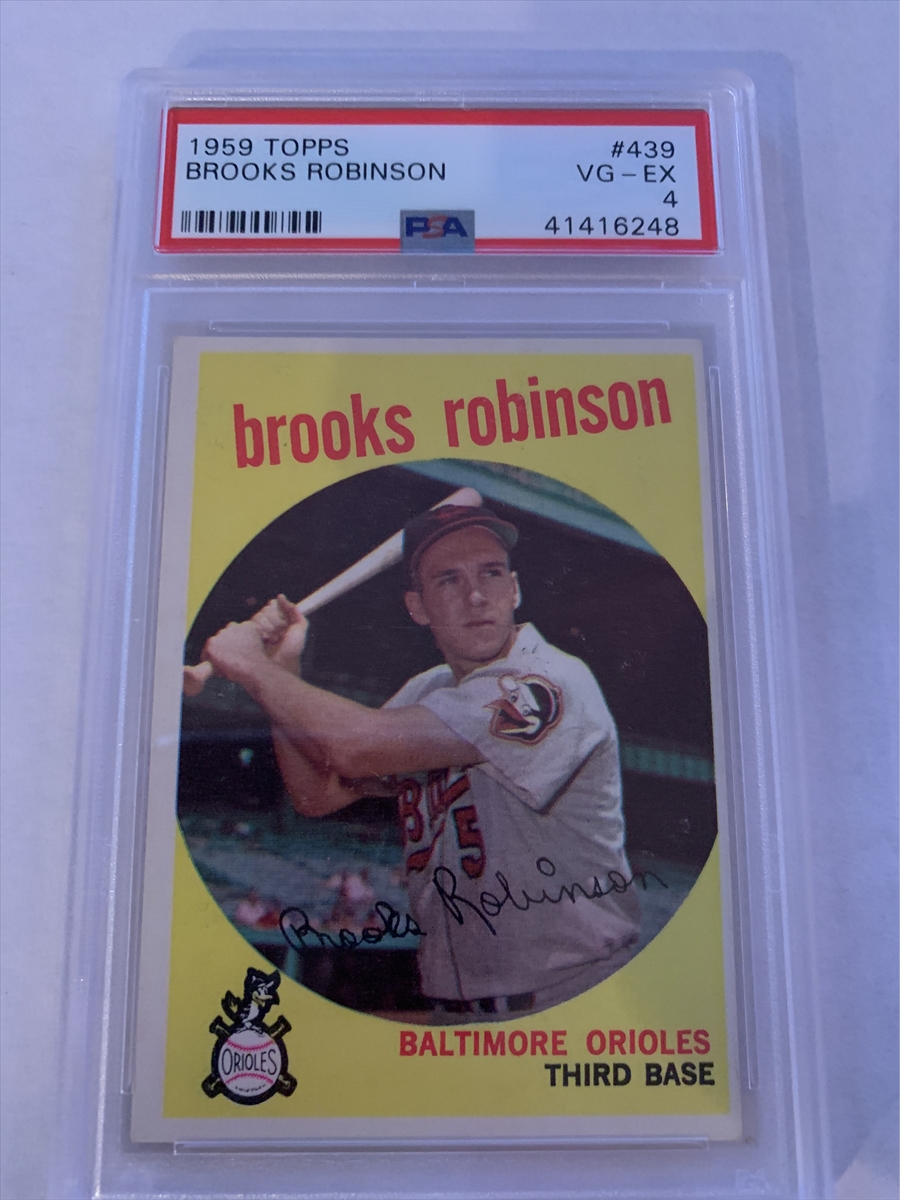 1959 TOPPS #439
BROOKS ROBINSON VG - EX
4
PSA 41416248
brooks robinson
5
Brooks Robinson
ORIOLES
BALTIMORE ORIOLES
THIRD BASE